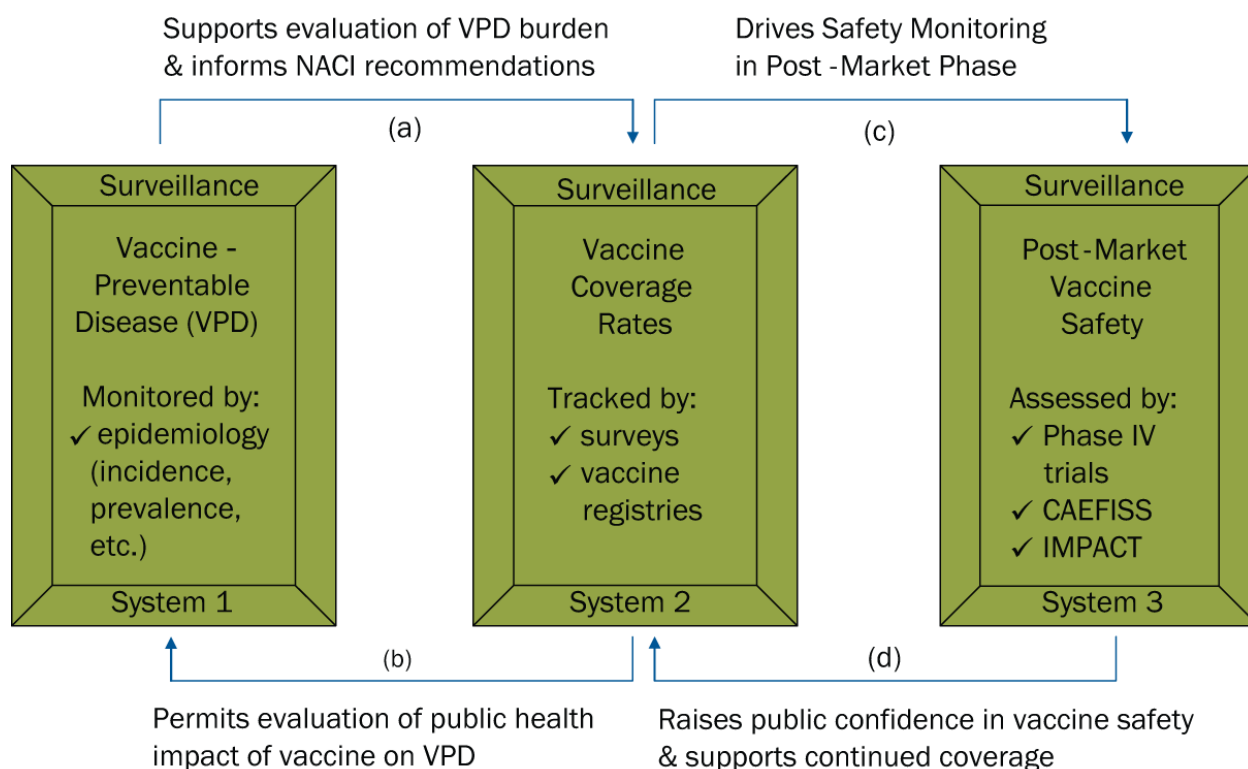 Supports evaluation of VPD burden
& informs NACI recommendations
(a)
Drives Safety Monitoring
in Post -Market Phase
(c)
Surveillance
Vaccine -
Preventable
Disease (VPD)
Monitored by:
✓ epidemiology
(incidence,
prevalence,
etc.)
System 1
Surveillance
Vaccine
Coverage
Rates
Tracked by:
✓ surveys
✓ vaccine
registries
System 2
Surveillance
Post -Market
Vaccine
Safety
Assessed by:
✓ Phase IV
trials
✓ CAEFISS
✓ IMPACT
System 3
(b)
Permits evaluation of public health
impact of vaccine on VPD
(d)
Raises public confidence in vaccine safety
& supports continued coverage